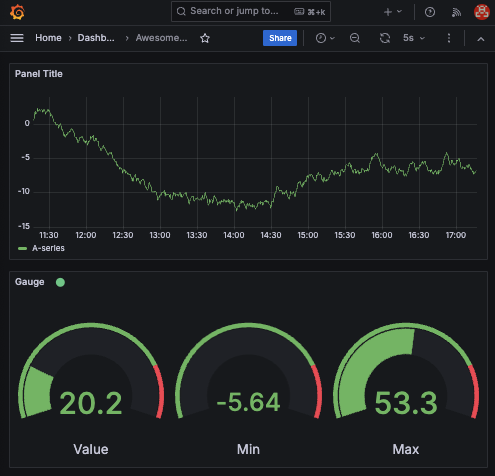 Search or jump to... ⌘+k
Home › Dashb... › Awesome... Share 5s
Panel Title
0
-5
-10
-15
11:30 12:00 12:30 13:00 13:30 14:00 14:30 15:00 15:30 16:00 16:30 17:00
A-series
Gauge
20.2 -5.64 53.3
Value Min Max